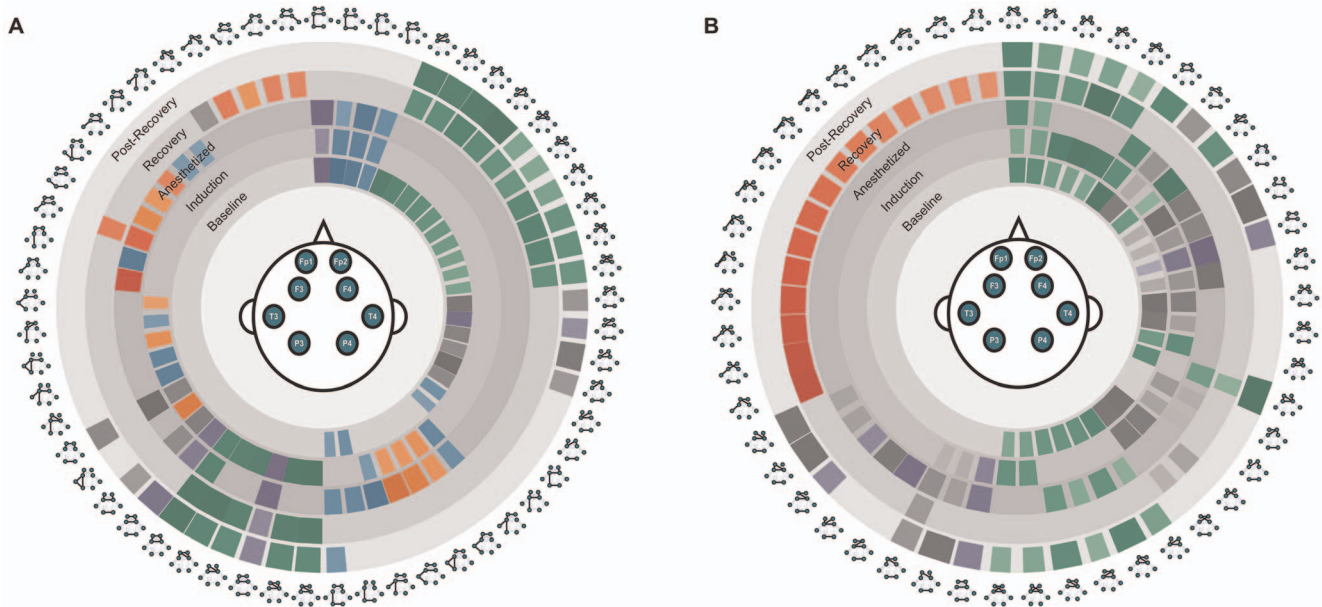 A
Post-Recovery
Recovery
Anesthetized
Induction
Baseline
Fp1 Fp2
F3 F4
T3 T4
P3 P4
B
Post-Recovery
Recovery
Anesthetized
Induction
Baseline
Fp1 Fp2
F3 F4
T3 T4
P3 P4